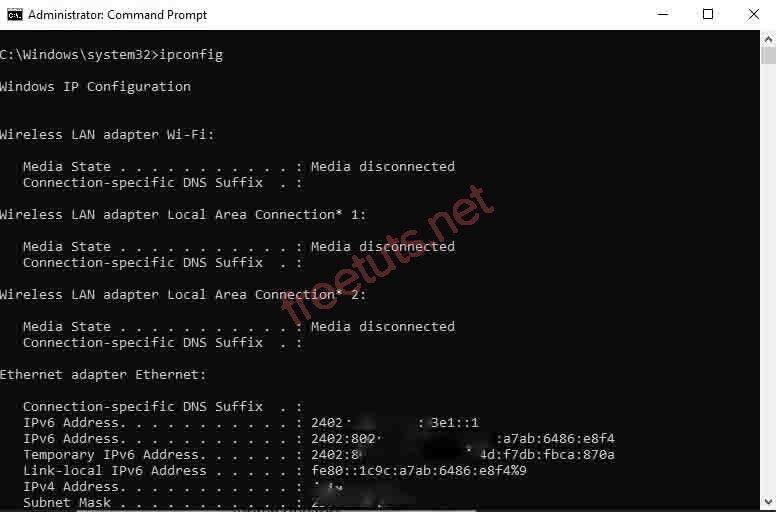 Administrator: Command Prompt
C:\Windows\system32>ipconfig
Windows IP Configuration
Wireless LAN adapter Wi-Fi:
Media State . . . . . . . . . . . : Media disconnected
Connection-specific DNS Suffix  . :
Wireless LAN adapter Local Area Connection* 1:
Media State . . . . . . . . . . . : Media disconnected
Connection-specific DNS Suffix  . :
Wireless LAN adapter Local Area Connection* 2:
Media State . . . . . . . . . . . : Media disconnected
Connection-specific DNS Suffix  . :
Ethernet adapter Ethernet:
Connection-specific DNS Suffix  . :
IPv6 Address. . . . . . . . . . . : 2402 :3e1::1
IPv6 Address. . . . . . . . . . . : 2402:802 :a7ab:6486:e8f4
Temporary IPv6 Address. . . . . . : 2402:8 4d:f7db:fbca:870a
Link-local IPv6 Address . . . . . : fe80::1c9c:a7ab:6486:e8f4%9
IPv4 Address. . . . . . . . . . . :
Subnet Mask . . . . . . . . . . . :
freetuts.net